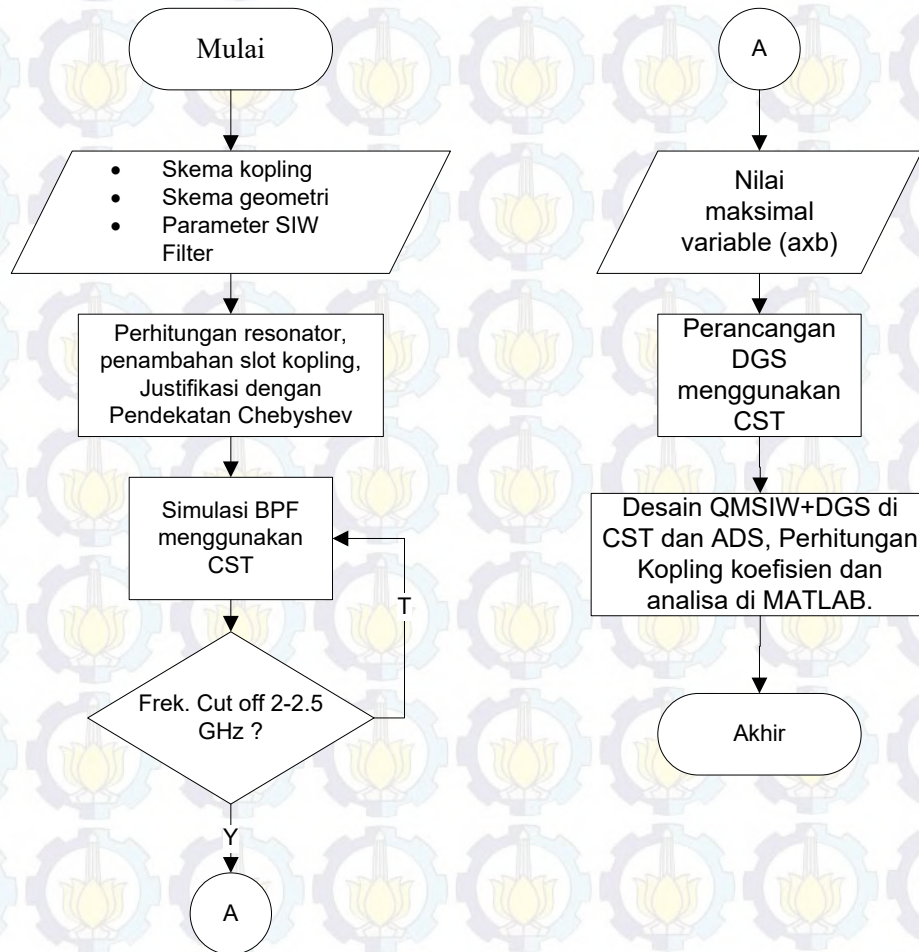 Mulai
• Skema kopling
• Skema geometri
• Parameter SIW
Filter
Perhitungan resonator,
penambahan slot kopling,
Justifikasi dengan
Pendekatan Chebyshev
Simulasi BPF
menggunakan
CST
T
Frek. Cut off 2-2.5
GHz ?
Y
A
A
Nilai
maksimal
variable (axb)
Perancangan
DGS
menggunakan
CST
Desain QMSIW+DGS di
CST dan ADS, Perhitungan
Kopling koefisien dan
analisa di MATLAB.
Akhir